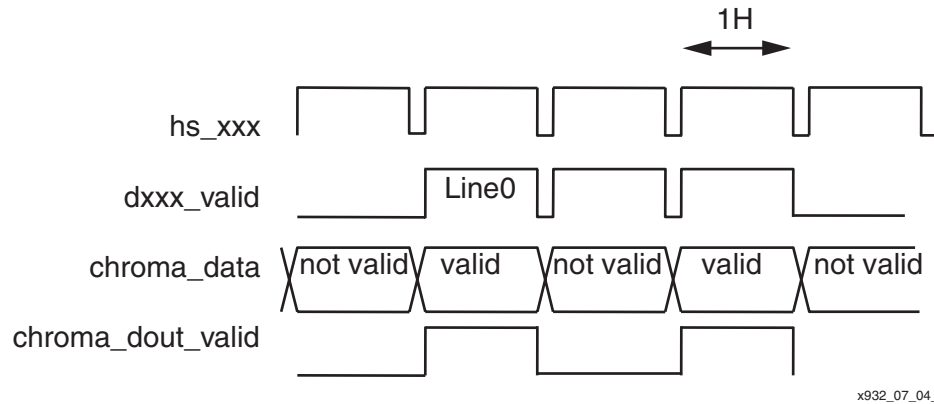 1H
hs_xxx
dxxx_valid
Line0
chroma_data
not valid
valid
not valid
valid
not valid
chroma_dout_valid
x932_07_04_